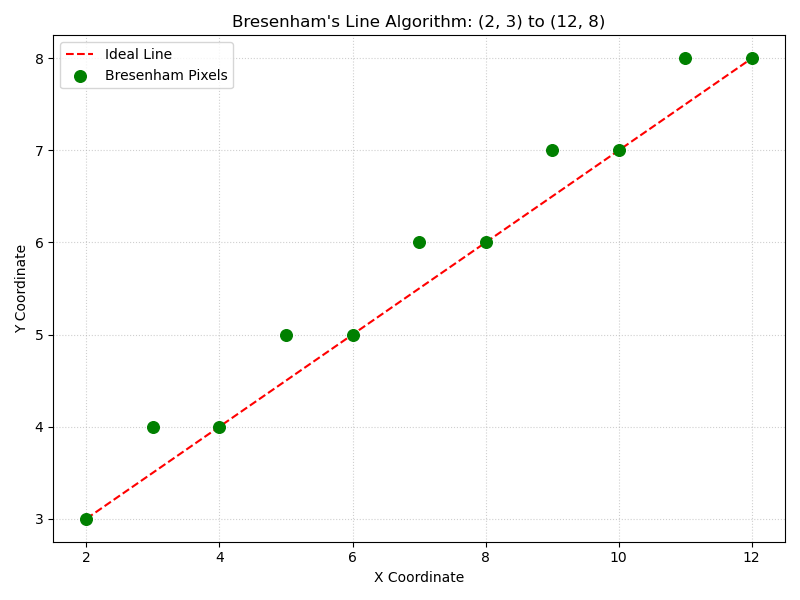 Bresenham's Line Algorithm: (2, 3) to (12, 8)
Ideal Line
Bresenham Pixels
8
7
6
5
4
3
Y Coordinate
2 4 6 8 10 12
X Coordinate